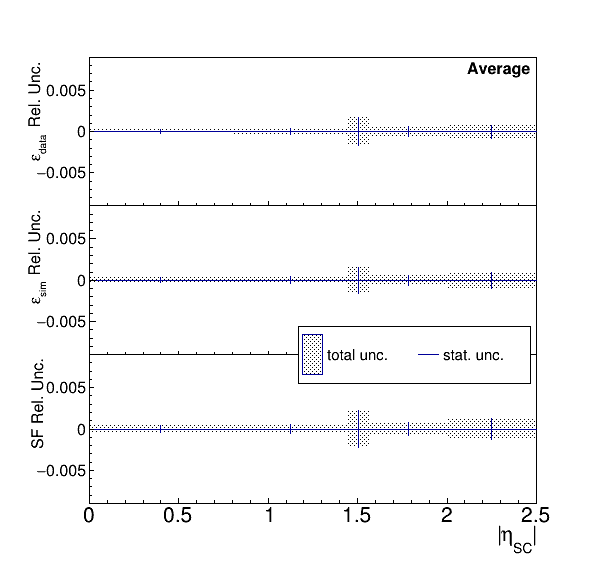 Average
ε_data Rel. Unc.
0.005
0
−0.005
ε_sim Rel. Unc.
0.005
0
−0.005
total unc.
stat. unc.
SF Rel. Unc.
0.005
0
−0.005
0 0.5 1 1.5 2 2.5
|η_SC|